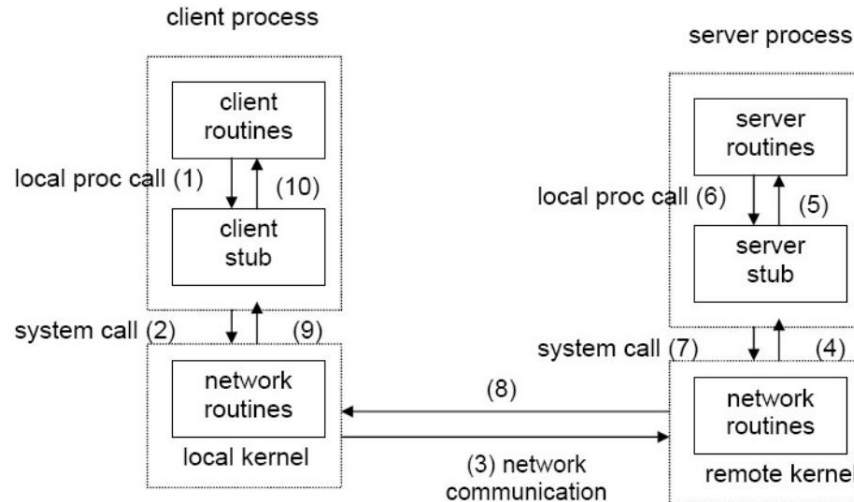 client process
server process
client
routines
server
routines
local proc call (1)
(10)
local proc call (6)
(5)
client
stub
server
stub
system call (2)
(9)
system call (7)
(4)
network
routines
(8)
network
routines
local kernel
(3) network
communication
remote kernel